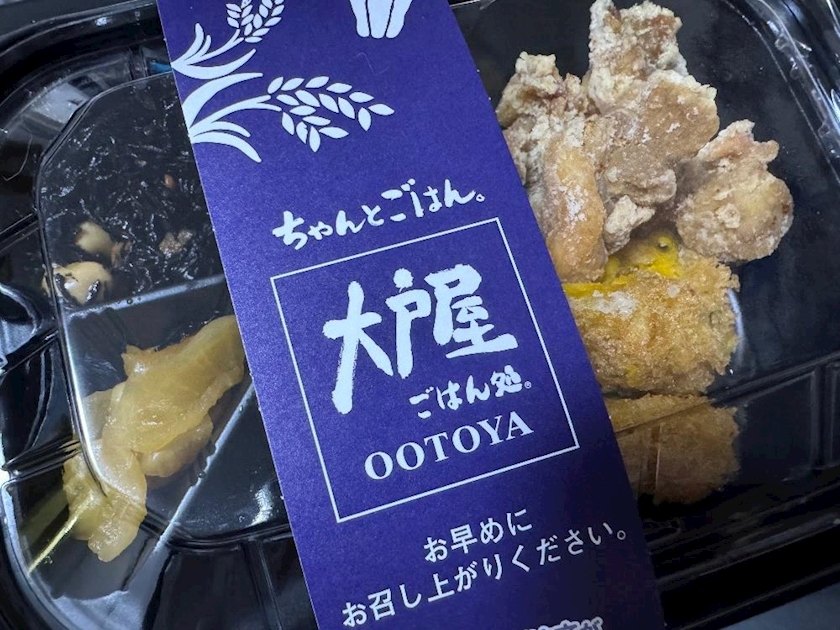 ちゃんとごはん。
大戸屋
ごはん処®
OOTOYA
お早めに
お召し上がりください。